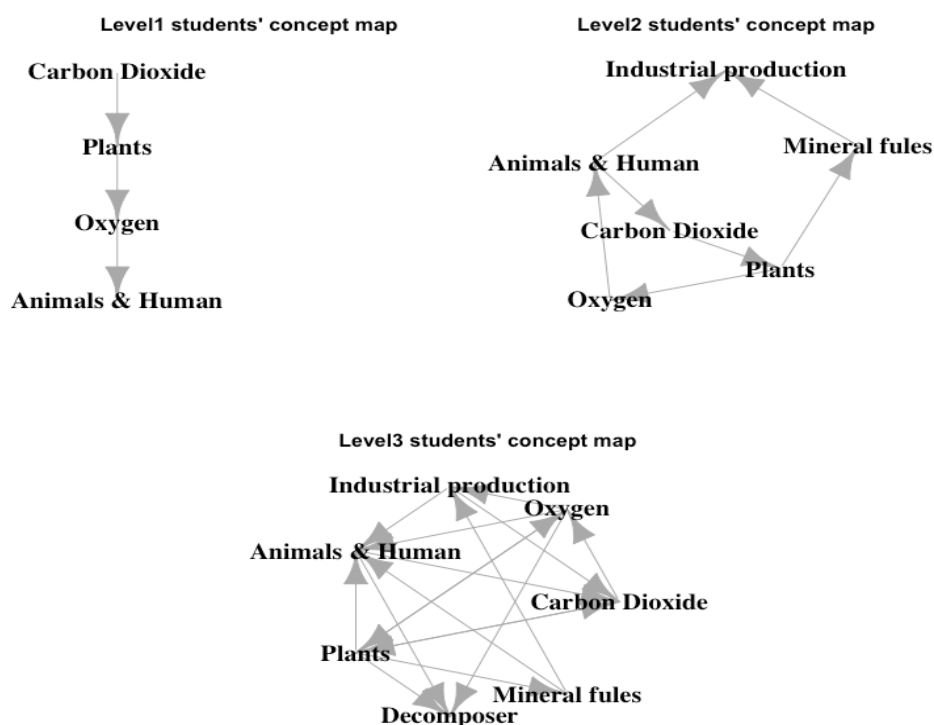 Level1 students' concept map
Carbon Dioxide
Plants
Oxygen
Animals & Human
Level2 students' concept map
Industrial production
Mineral fules
Animals & Human
Carbon Dioxide
Plants
Oxygen
Level3 students' concept map
Industrial production
Oxygen
Animals & Human
Carbon Dioxide
Plants
Mineral fules
Decomposer